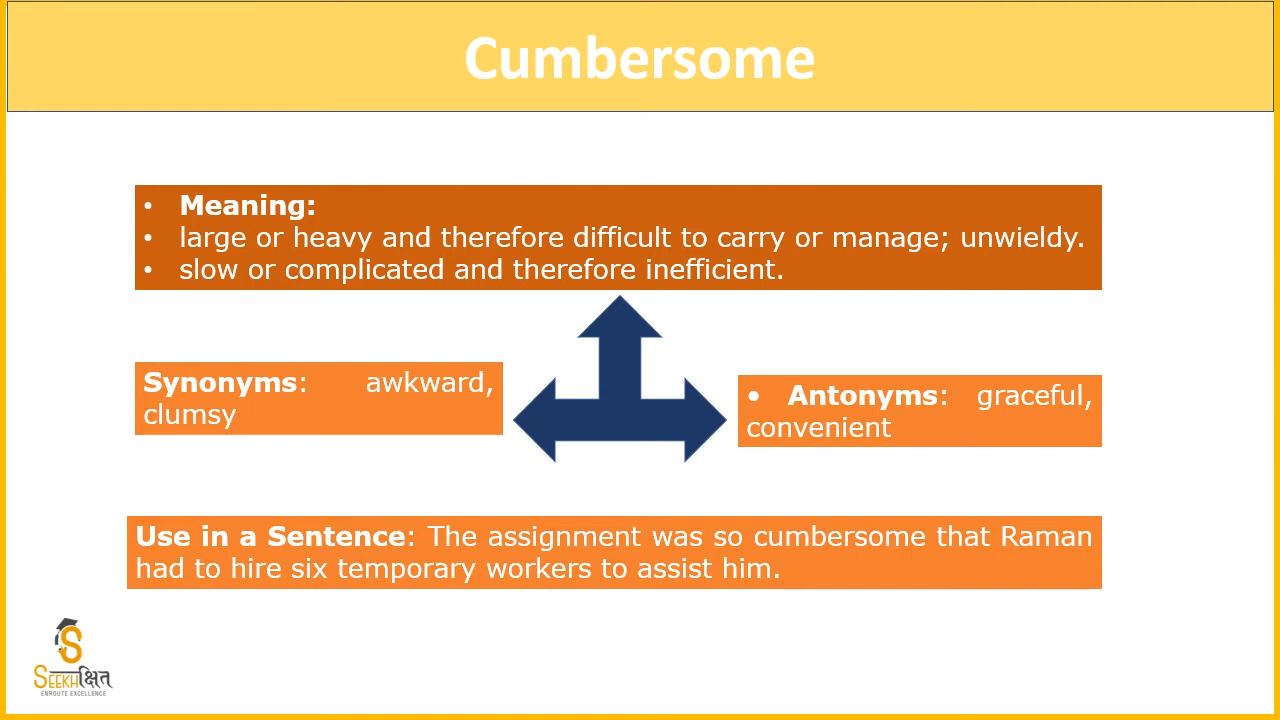 Cumbersome
• Meaning:
• large or heavy and therefore difficult to carry or manage; unwieldy.
• slow or complicated and therefore inefficient.
Synonyms: awkward,
clumsy
• Antonyms: graceful,
convenient
Use in a Sentence: The assignment was so cumbersome that Raman
had to hire six temporary workers to assist him.
SEEKHक्षित
ENROUTE EXCELLENCE